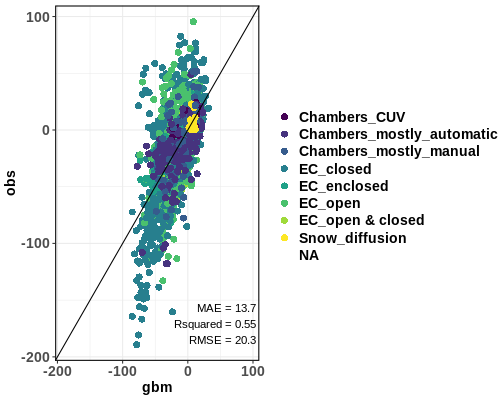 100
0
-100
-200
obs
-200 -100 0 100
gbm
MAE = 13.7
Rsquared = 0.55
RMSE = 20.3
Chambers_CUV
Chambers_mostly_automatic
Chambers_mostly_manual
EC_closed
EC_enclosed
EC_open
EC_open & closed
Snow_diffusion
NA